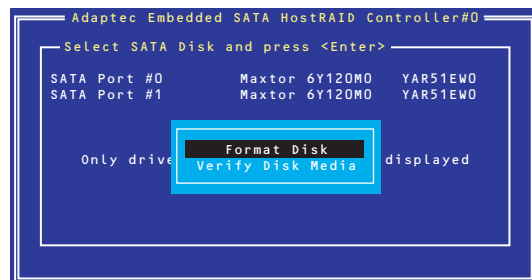 Adaptec Embedded SATA HostRAID Controller#0
Select SATA Disk and press <Enter>
SATA Port #0 Maxtor 6Y120M0 YAR51EW0
SATA Port #1 Maxtor 6Y120M0 YAR51EW0
Format Disk
Only drive Verify Disk Media displayed